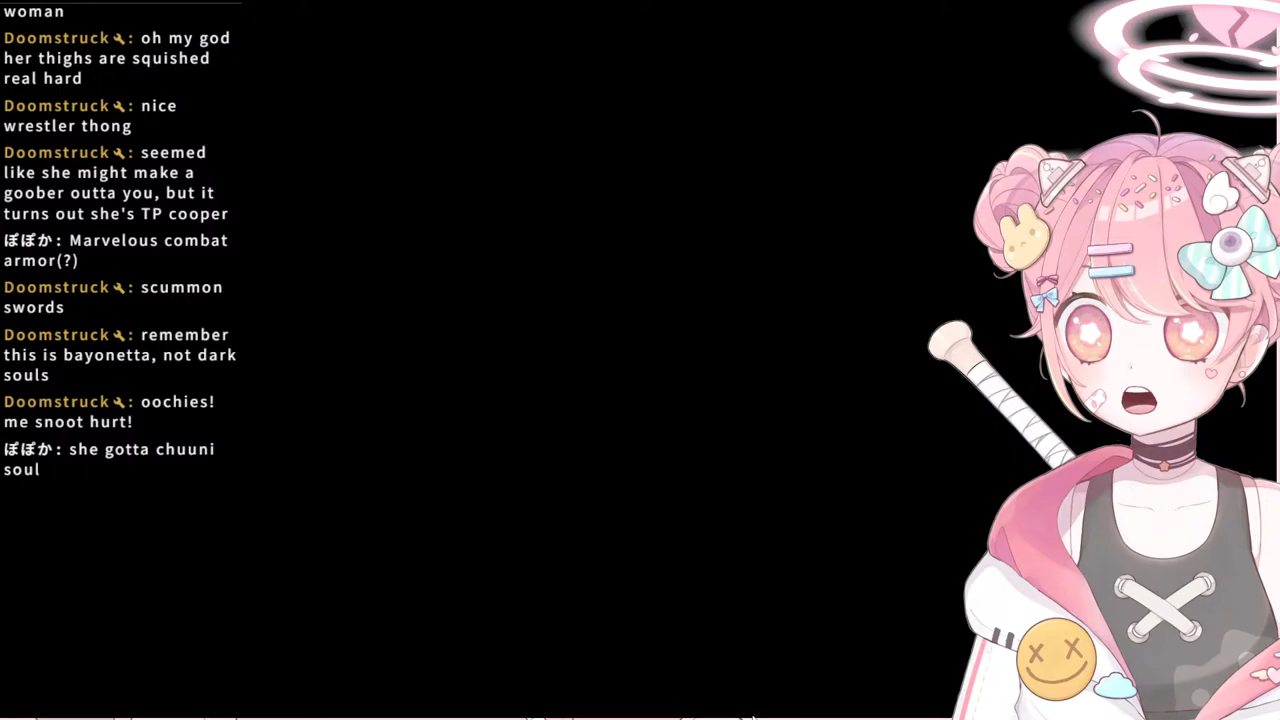 woman
Doomstruck: oh my god
her thighs are squished
real hard
Doomstruck: nice
wrestler thong
Doomstruck: seemed
like she might make a
goober outta you, but it
turns out she's TP cooper
ぽぽか: Marvelous combat
armor(?)
Doomstruck: scummon
swords
Doomstruck: remember
this is bayonetta, not dark
souls
Doomstruck: oochies!
me snoot hurt!
ぽぽか: she gotta chuuni
soul